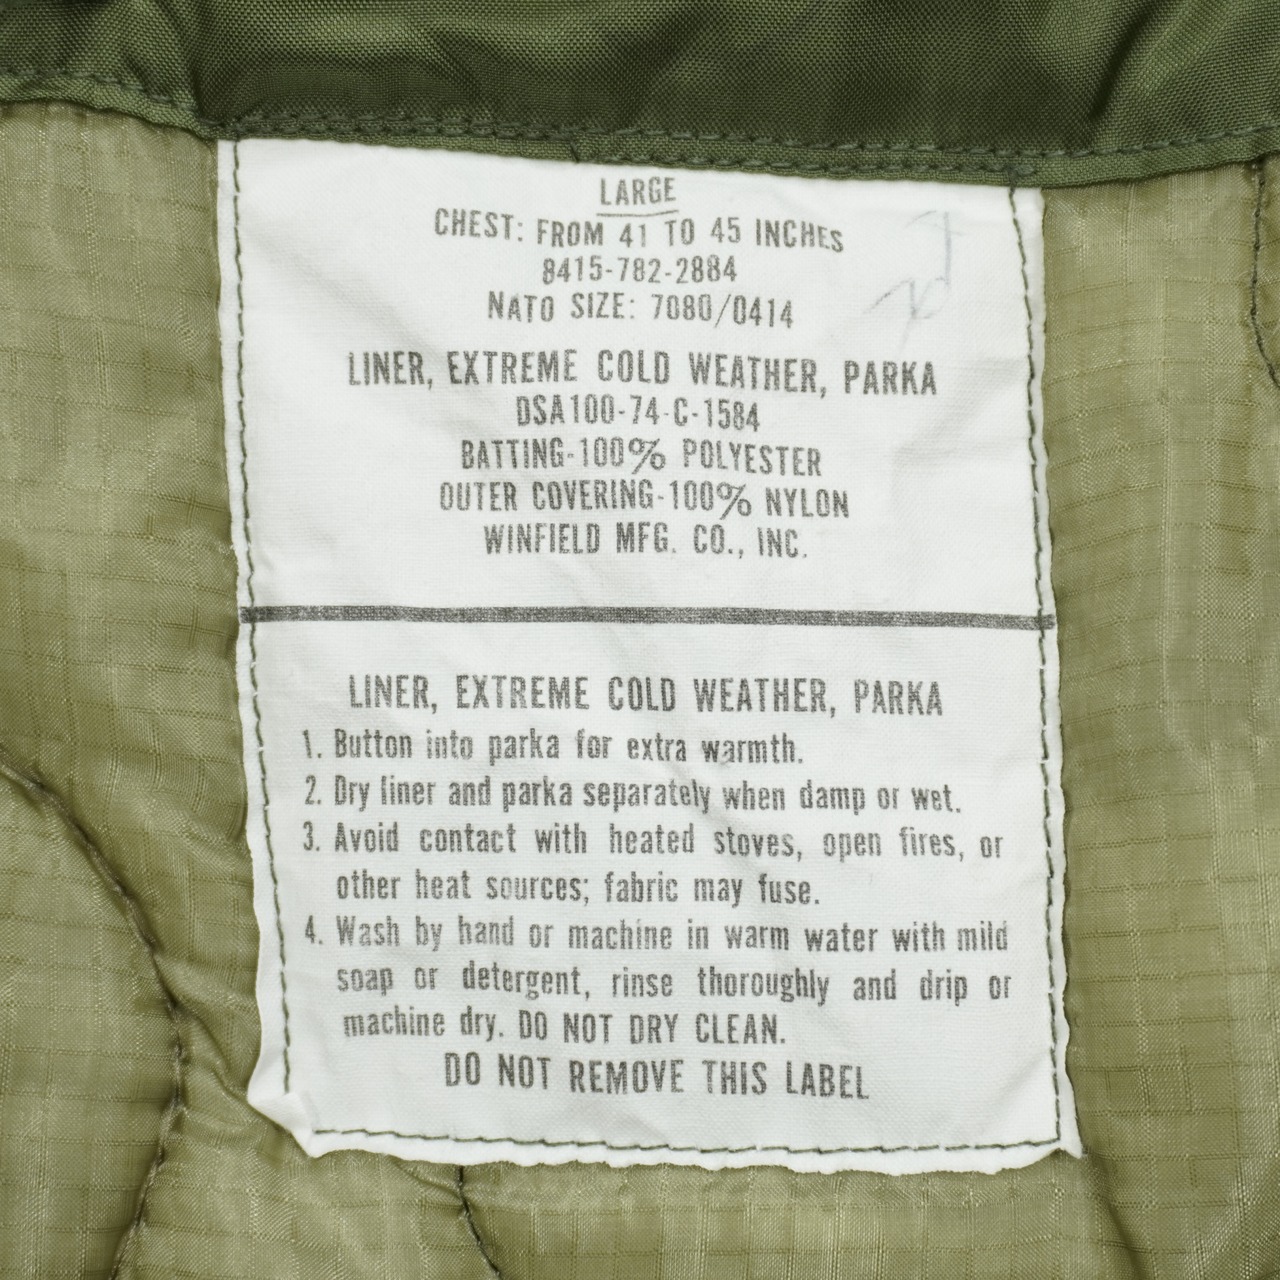 LARGE
CHEST: FROM 41 TO 45 INCHES
8415-782-2884
NATO SIZE: 7080/0414
LINER, EXTREME COLD WEATHER, PARKA
DSA100-74-C-1584
BATTING-100% POLYESTER
OUTER COVERING-100% NYLON
WINFIELD MFG. CO., INC.
LINER, EXTREME COLD WEATHER, PARKA
1. Button into parka for extra warmth.
2. Dry liner and parka separately when damp or wet.
3. Avoid contact with heated stoves, open fires, or
other heat sources; fabric may fuse.
4. Wash by hand or machine in warm water with mild
soap or detergent, rinse thoroughly and drip or
machine dry. DO NOT DRY CLEAN.
DO NOT REMOVE THIS LABEL